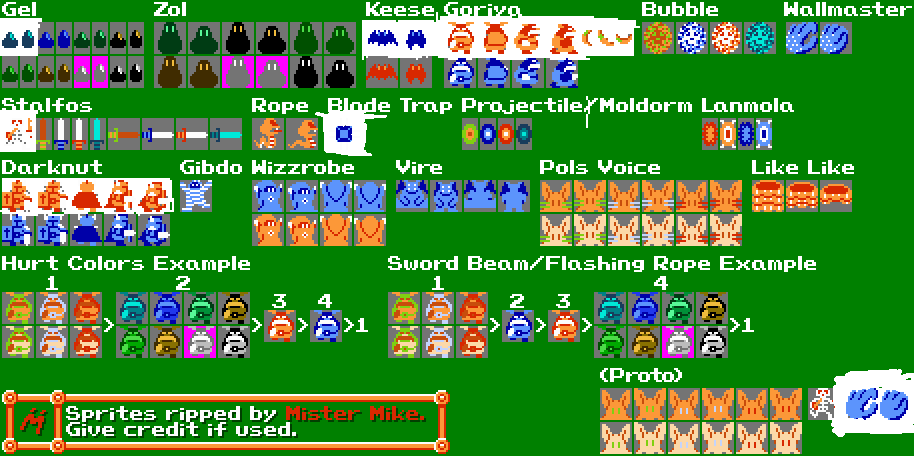 Gel Zol Keese Goriya Bubble Wallmaster
Stalfos Rope Blade Trap Projectile/Moldorm Lanmola
Darknut Gibdo Wizzrobe Vire Pols Voice Like Like
Hurt Colors Example Sword Beam/Flashing Rope Example
1 2 1 4
> > 3 > 4 >1 > 2 > 3 > >1
(Proto)
Sprites ripped by Mister Mike.
Give credit if used.